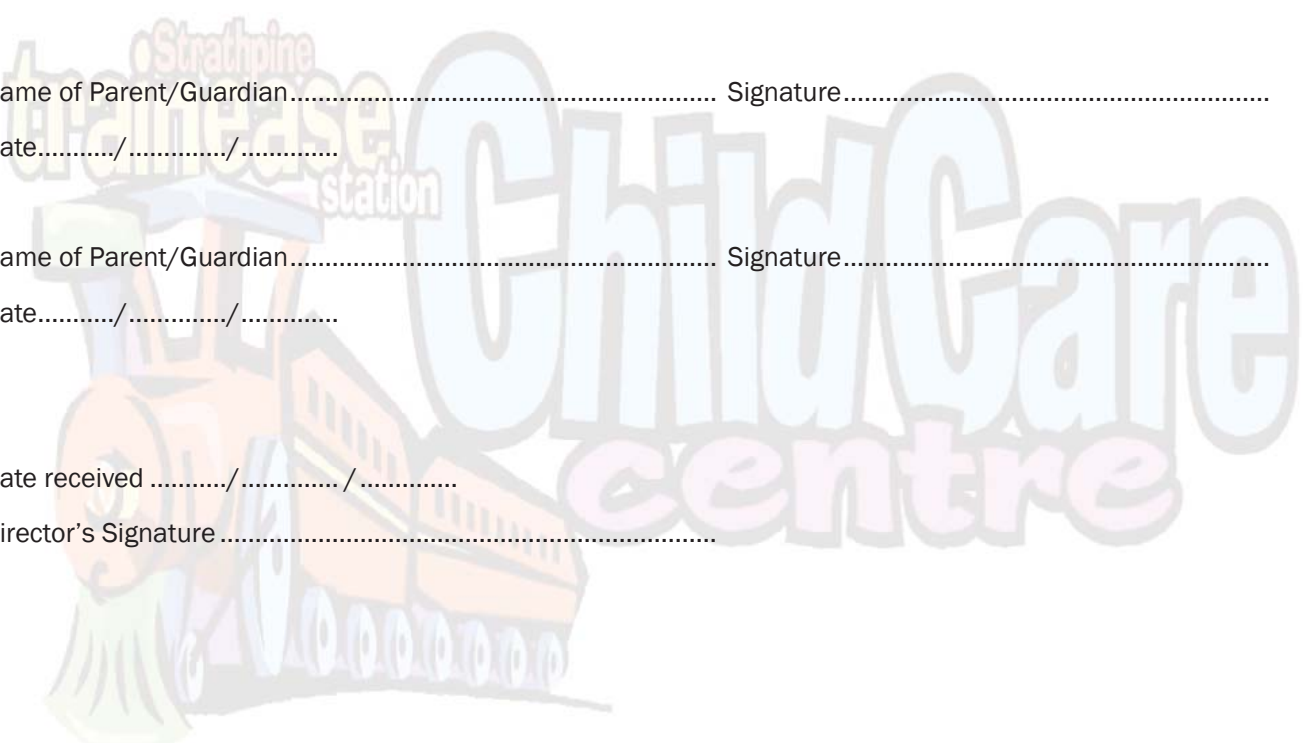 Strathpine
trainease
station
ChildCare
centre
ame of Parent/Guardian............................................................. Signature.............................................................
ate.........../............../..............
ame of Parent/Guardian............................................................. Signature.............................................................
ate.........../............../..............
ate received .........../.............. / ..............
irector's Signature .......................................................................